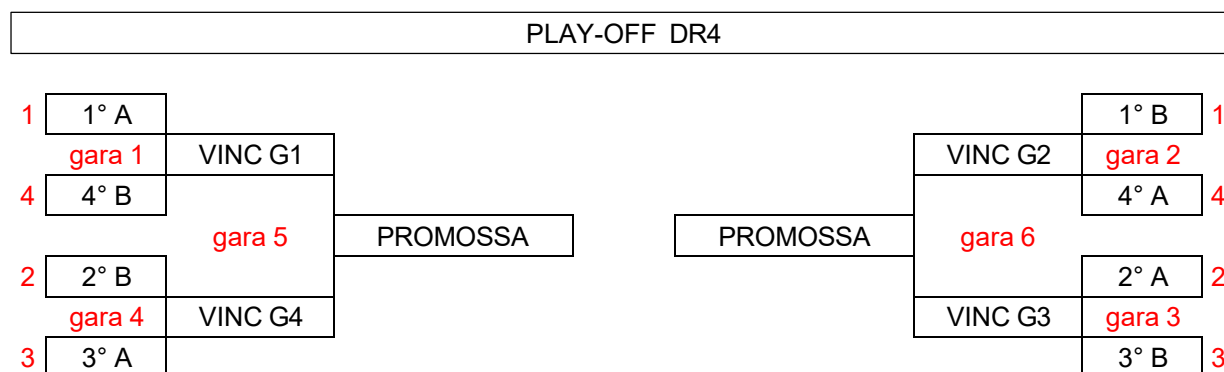 PLAY-OFF DR4
1 1° A 1° B 1
gara 1 VINC G1 VINC G2 gara 2
4 4° B 4° A 4
gara 5 PROMOSSA PROMOSSA gara 6
2 2° B 2° A 2
gara 4 VINC G4 VINC G3 gara 3
3 3° A 3° B 3